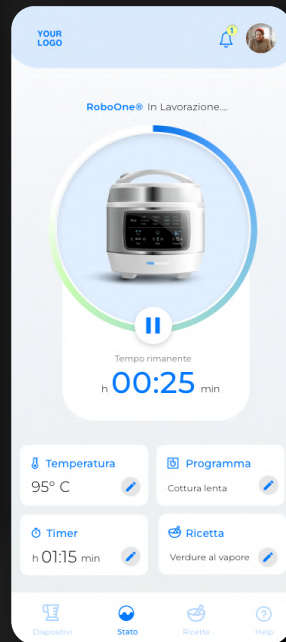 YOUR
LOGO
1
RoboOne® In Lavorazione....
Tempo rimanente
h 00:25 min
Temperatura
95° C
Programma
Cottura lenta
Timer
h 01:15 min
Ricetta
Verdure al vapore
Dispositivo
Stato
Ricette
Help